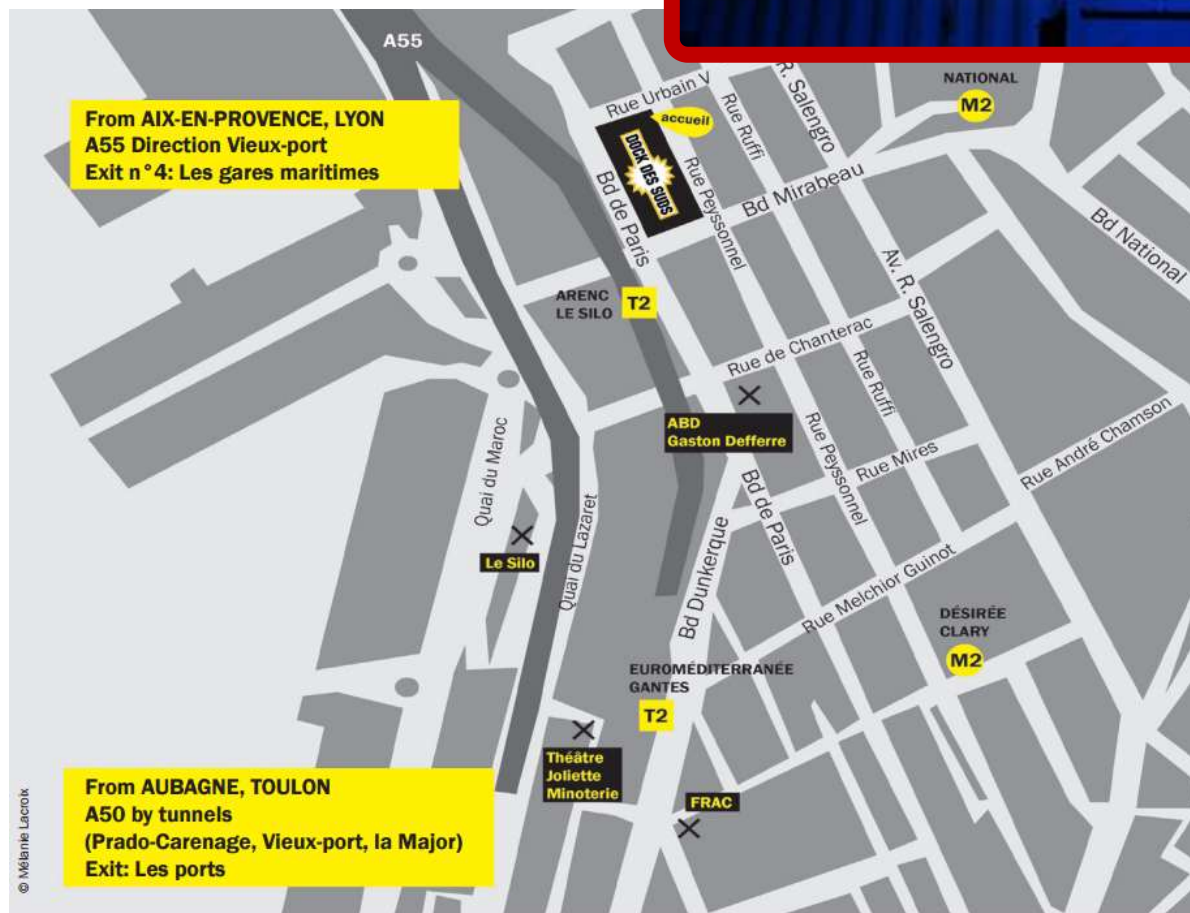 A55
From AIX-EN-PROVENCE, LYON
A55 Direction Vieux-port
Exit n°4: Les gares maritimes
Rue Urbain V
accueil
DOCK DES SUDS
Rue Ruffi
R. Salengro
NATIONAL
M2
Rue Peyssonnel
Bd de Paris
Bd Mirabeau
Bd National
Av. R. Salengro
ARENC
LE SILO
T2
Rue de Chanterac
Rue Ruffi
ABD
Gaston Defferre
Rue Peyssonnel
Rue Mires
Rue André Chamson
Quai du Maroc
Le Silo
Quai du Lazaret
Bd Dunkerque
Bd de Paris
Rue Melchior Guinot
DÉSIRÉE
CLARY
M2
EUROMÉDITERRANÉE
GANTES
T2
Théâtre
Joliette
Minoterie
FRAC
From AUBAGNE, TOULON
A50 by tunnels
(Prado-Carenage, Vieux-port, la Major)
Exit: Les ports
© Mélanie Lacroix